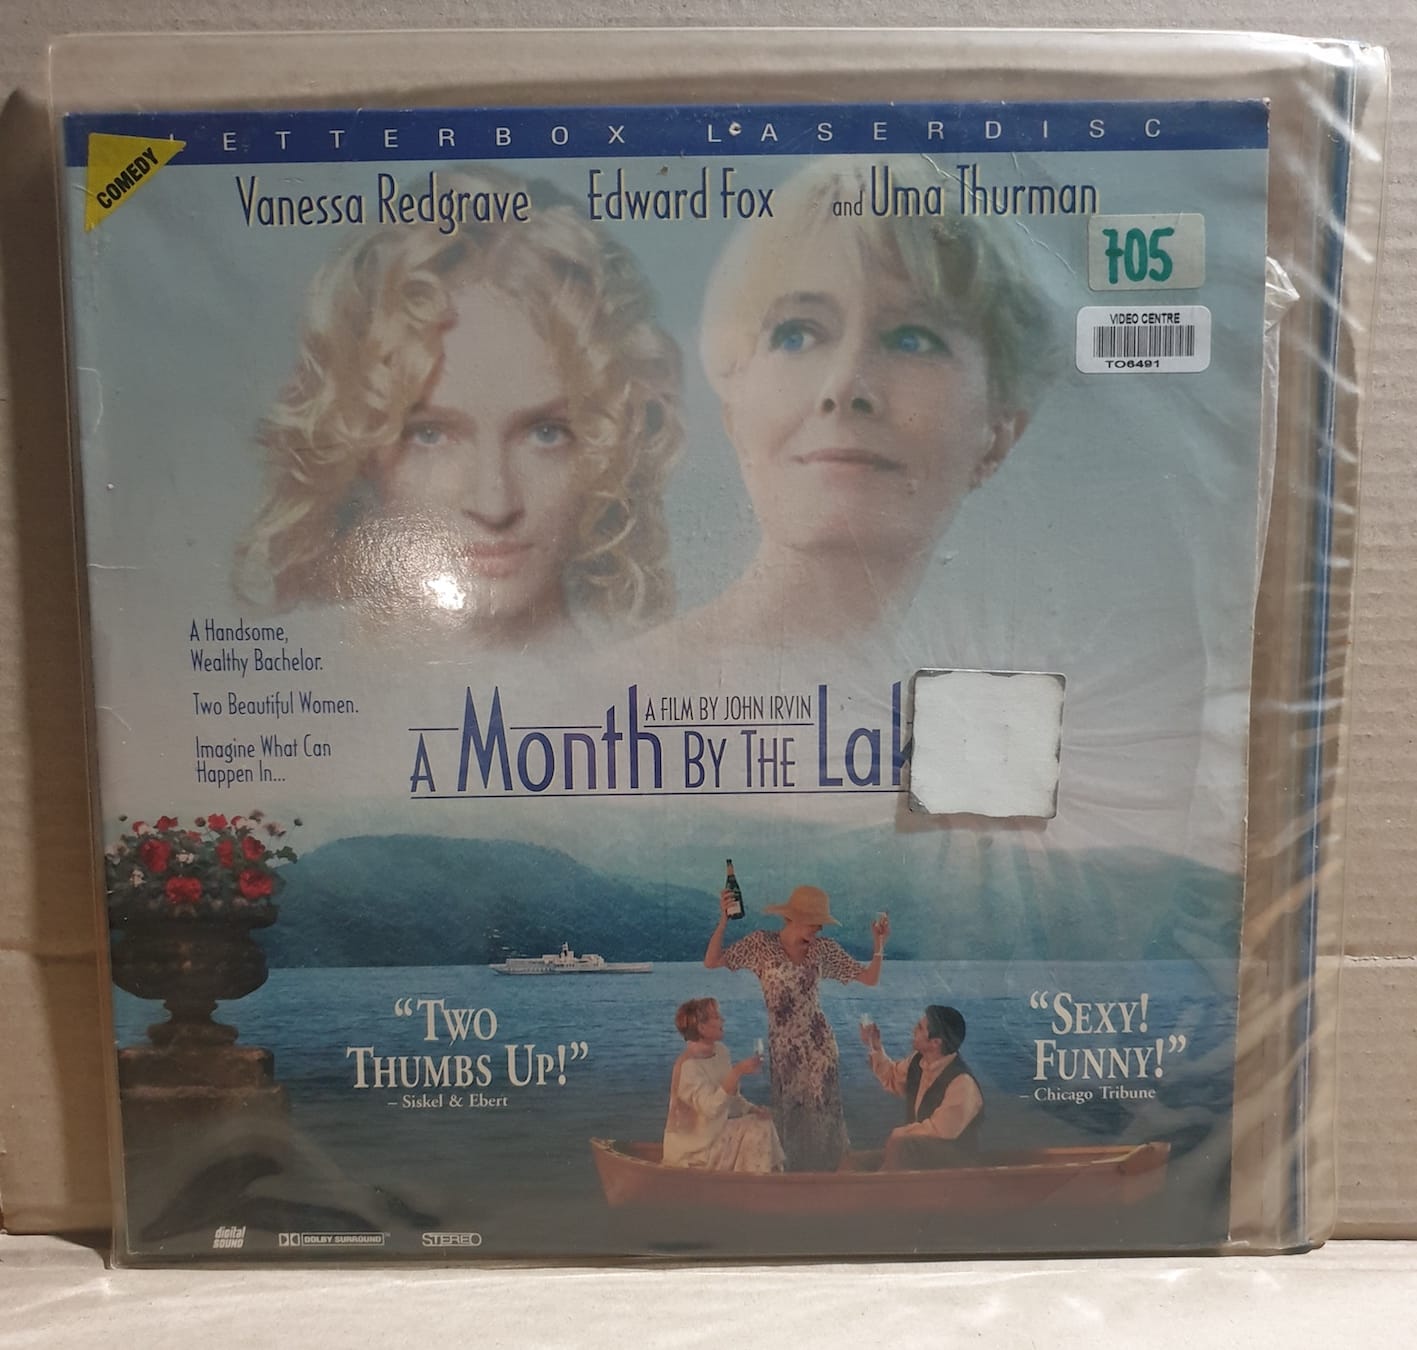 LETTERBOX LASERDISC
COMEDY
Vanessa Redgrave Edward Fox and Uma Thurman
705
VIDEO CENTRE
TO6491
A Handsome,
Wealthy Bachelor.
Two Beautiful Women.
Imagine What Can
Happen In...
A FILM BY JOHN IRVIN
A Month BY THE Lak
"TWO
THUMBS UP!"
– Siskel & Ebert
"SEXY!
FUNNY!"
– Chicago Tribune
digital
SOUND
DOLBY SURROUND
STEREO